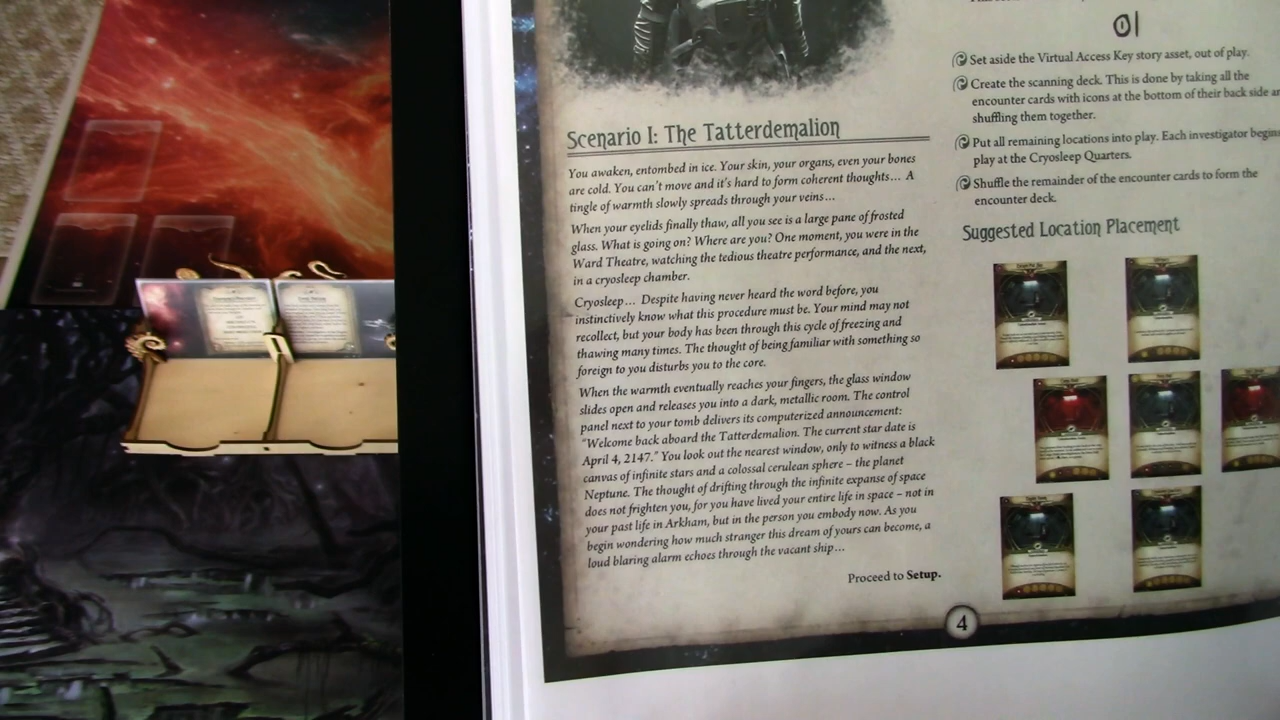 Scenario I: The Tatterdemalion
You awaken, entombed in ice. Your skin, your organs, even your bones
are cold. You can't move and it's hard to form coherent thoughts… A
tingle of warmth slowly spreads through your veins…
When your eyelids finally thaw, all you see is a large pane of frosted
glass. What is going on? Where are you? One moment, you were in the
Ward Theatre, watching the tedious theatre performance, and the next,
in a cryosleep chamber.
Cryosleep… Despite having never heard the word before, you
instinctively know what this procedure must be. Your mind may not
recollect, but your body has been through this cycle of freezing and
thawing many times. The thought of being familiar with something so
foreign to you disturbs you to the core.
When the warmth eventually reaches your fingers, the glass window
slides open and releases you into a dark, metallic room. The control
panel next to your tomb delivers its computerized announcement:
"Welcome back aboard the Tatterdemalion. The current star date is
April 4, 2147." You look out the nearest window, only to witness a black
canvas of infinite stars and a colossal cerulean sphere – the planet
Neptune. The thought of drifting through the infinite expanse of space
does not frighten you, for you have lived your entire life in space – not in
your past life in Arkham, but in the person you embody now. As you
begin wondering how much stranger this dream of yours can become, a
loud blaring alarm echoes through the vacant ship…
Proceed to Setup.
Set aside the Virtual Access Key story asset, out of play.
Create the scanning deck. This is done by taking all the
encounter cards with icons at the bottom of their back side an
shuffling them together.
Put all remaining locations into play. Each investigator begins
play at the Cryosleep Quarters.
Shuffle the remainder of the encounter cards to form the
encounter deck.
Suggested Location Placement
4